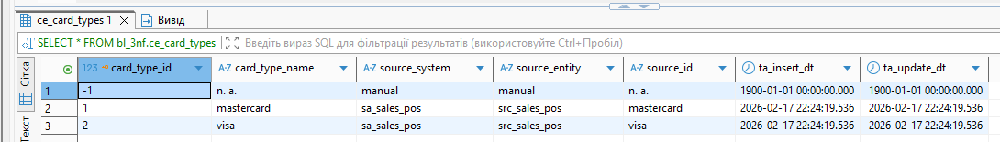 ce_card_types 1 Вивід
SELECT * FROM bl_3nf.ce_card_types Введіть вираз SQL для фільтрації результатів (використовуйте Ctrl+Пробіл)
Сітка
Текст
123 card_type_id A-Z card_type_name A-Z source_system A-Z source_entity A-Z source_id ta_insert_dt ta_update_dt
1 -1 n. a. manual manual n. a. 1900-01-01 00:00:00.000 1900-01-01 00:00:00.000
2 1 mastercard sa_sales_pos src_sales_pos mastercard 2026-02-17 22:24:19.536 2026-02-17 22:24:19.536
3 2 visa sa_sales_pos src_sales_pos visa 2026-02-17 22:24:19.536 2026-02-17 22:24:19.536